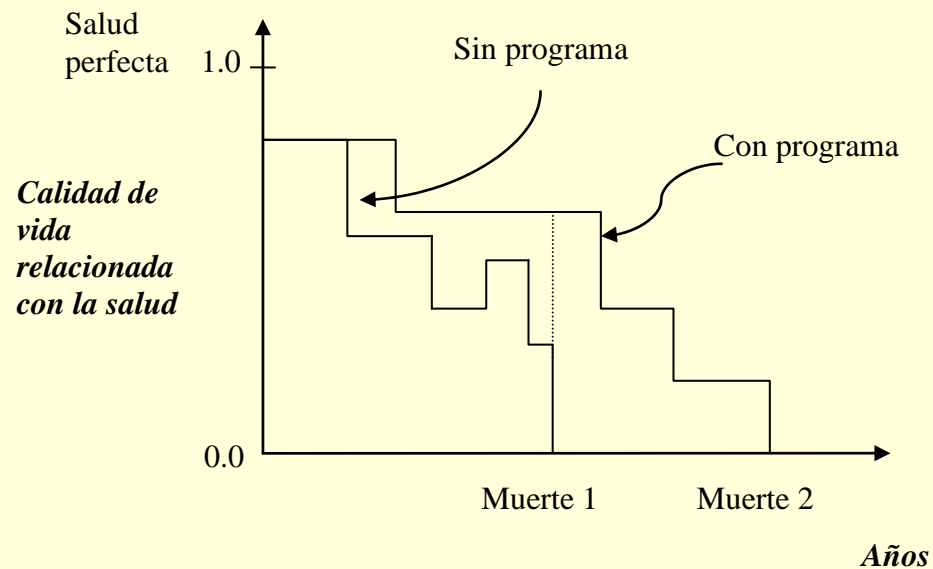 Salud
perfecta
1.0
Sin programa
Con programa
Calidad de
vida
relacionada
con la salud
0.0
Muerte 1
Muerte 2
Años